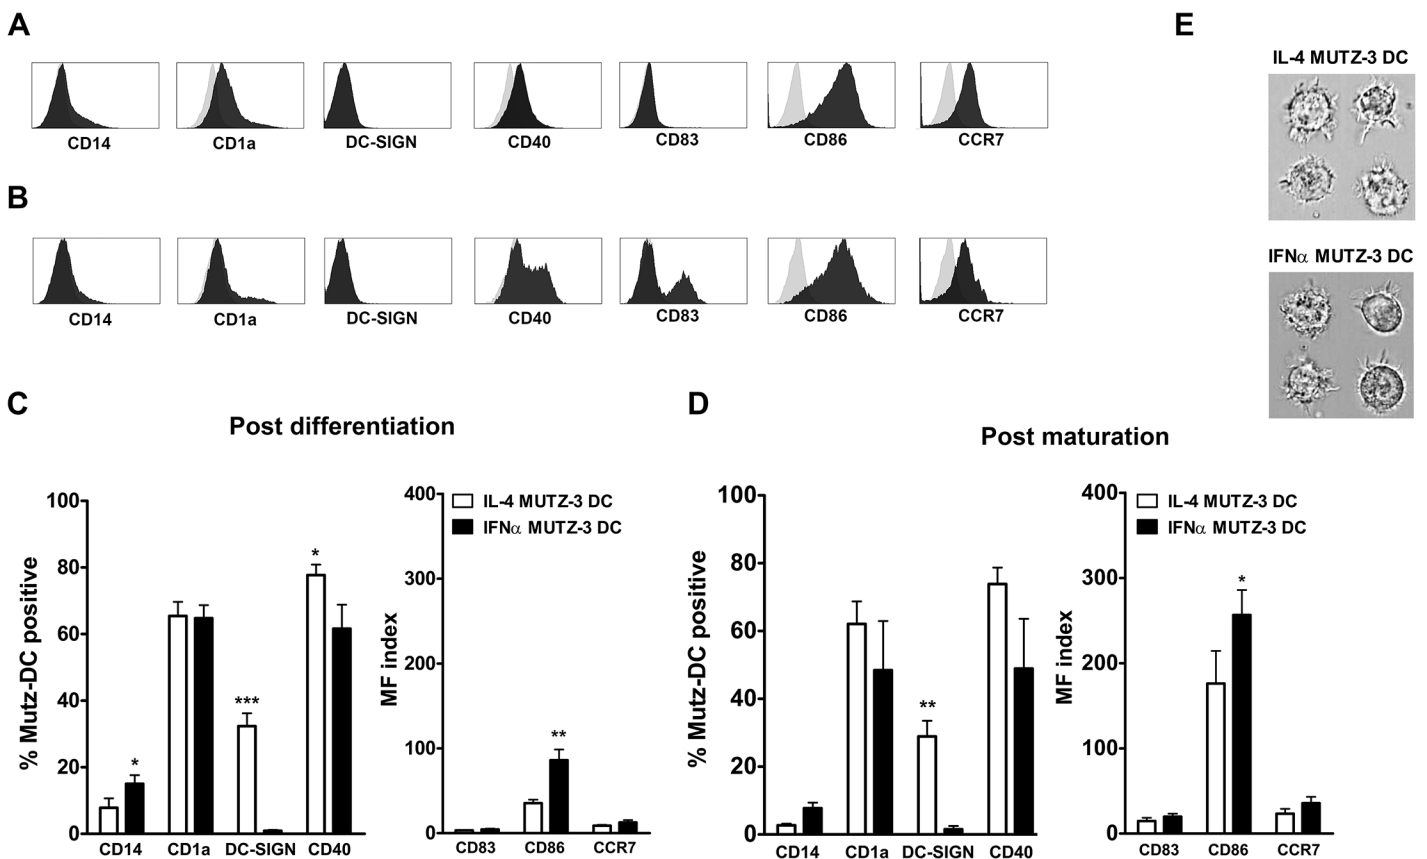 A
CD14 CD1a DC-SIGN CD40 CD83 CD86 CCR7
B
CD14 CD1a DC-SIGN CD40 CD83 CD86 CCR7
E
IL-4 MUTZ-3 DC
IFNα MUTZ-3 DC
C
Post differentiation
% Mutz-DC positive
100
80
60
40
20
0
*
***
*
CD14 CD1a DC-SIGN CD40
MF index
400
300
200
100
0
IL-4 MUTZ-3 DC
IFNα MUTZ-3 DC
**
CD83 CD86 CCR7
D
Post maturation
% Mutz-DC positive
100
80
60
40
20
0
**
CD14 CD1a DC-SIGN CD40
MF index
400
300
200
100
0
IL-4 MUTZ-3 DC
IFNα MUTZ-3 DC
*
CD83 CD86 CCR7